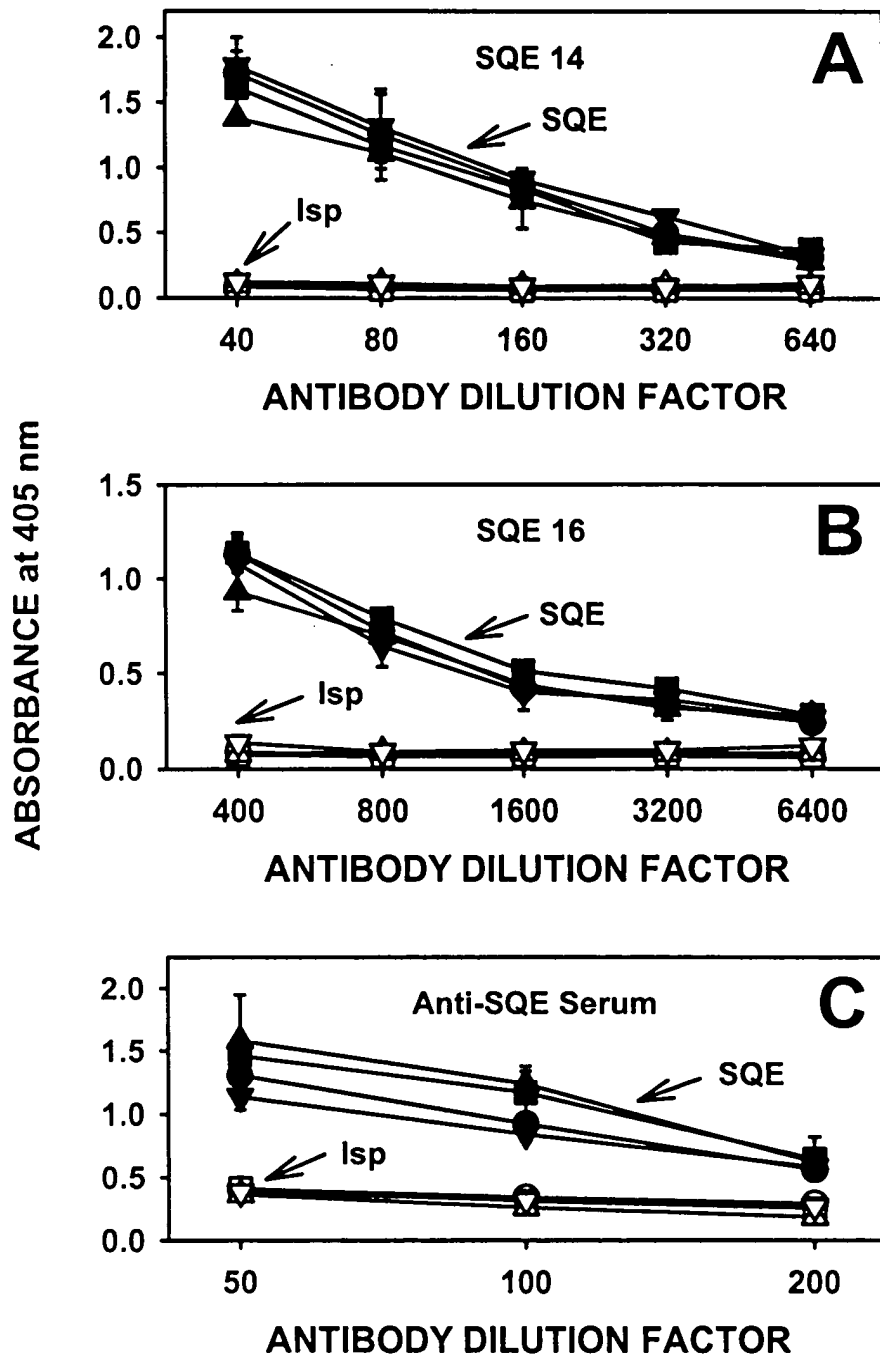 ABSORBANCE at 405 nm
A
SQE 14
SQE
Isp
2.0
1.5
1.0
0.5
0.0
40 80 160 320 640
ANTIBODY DILUTION FACTOR
B
SQE 16
SQE
Isp
1.5
1.0
0.5
0.0
400 800 1600 3200 6400
ANTIBODY DILUTION FACTOR
C
Anti-SQE Serum
SQE
Isp
2.0
1.5
1.0
0.5
0.0
50 100 200
ANTIBODY DILUTION FACTOR